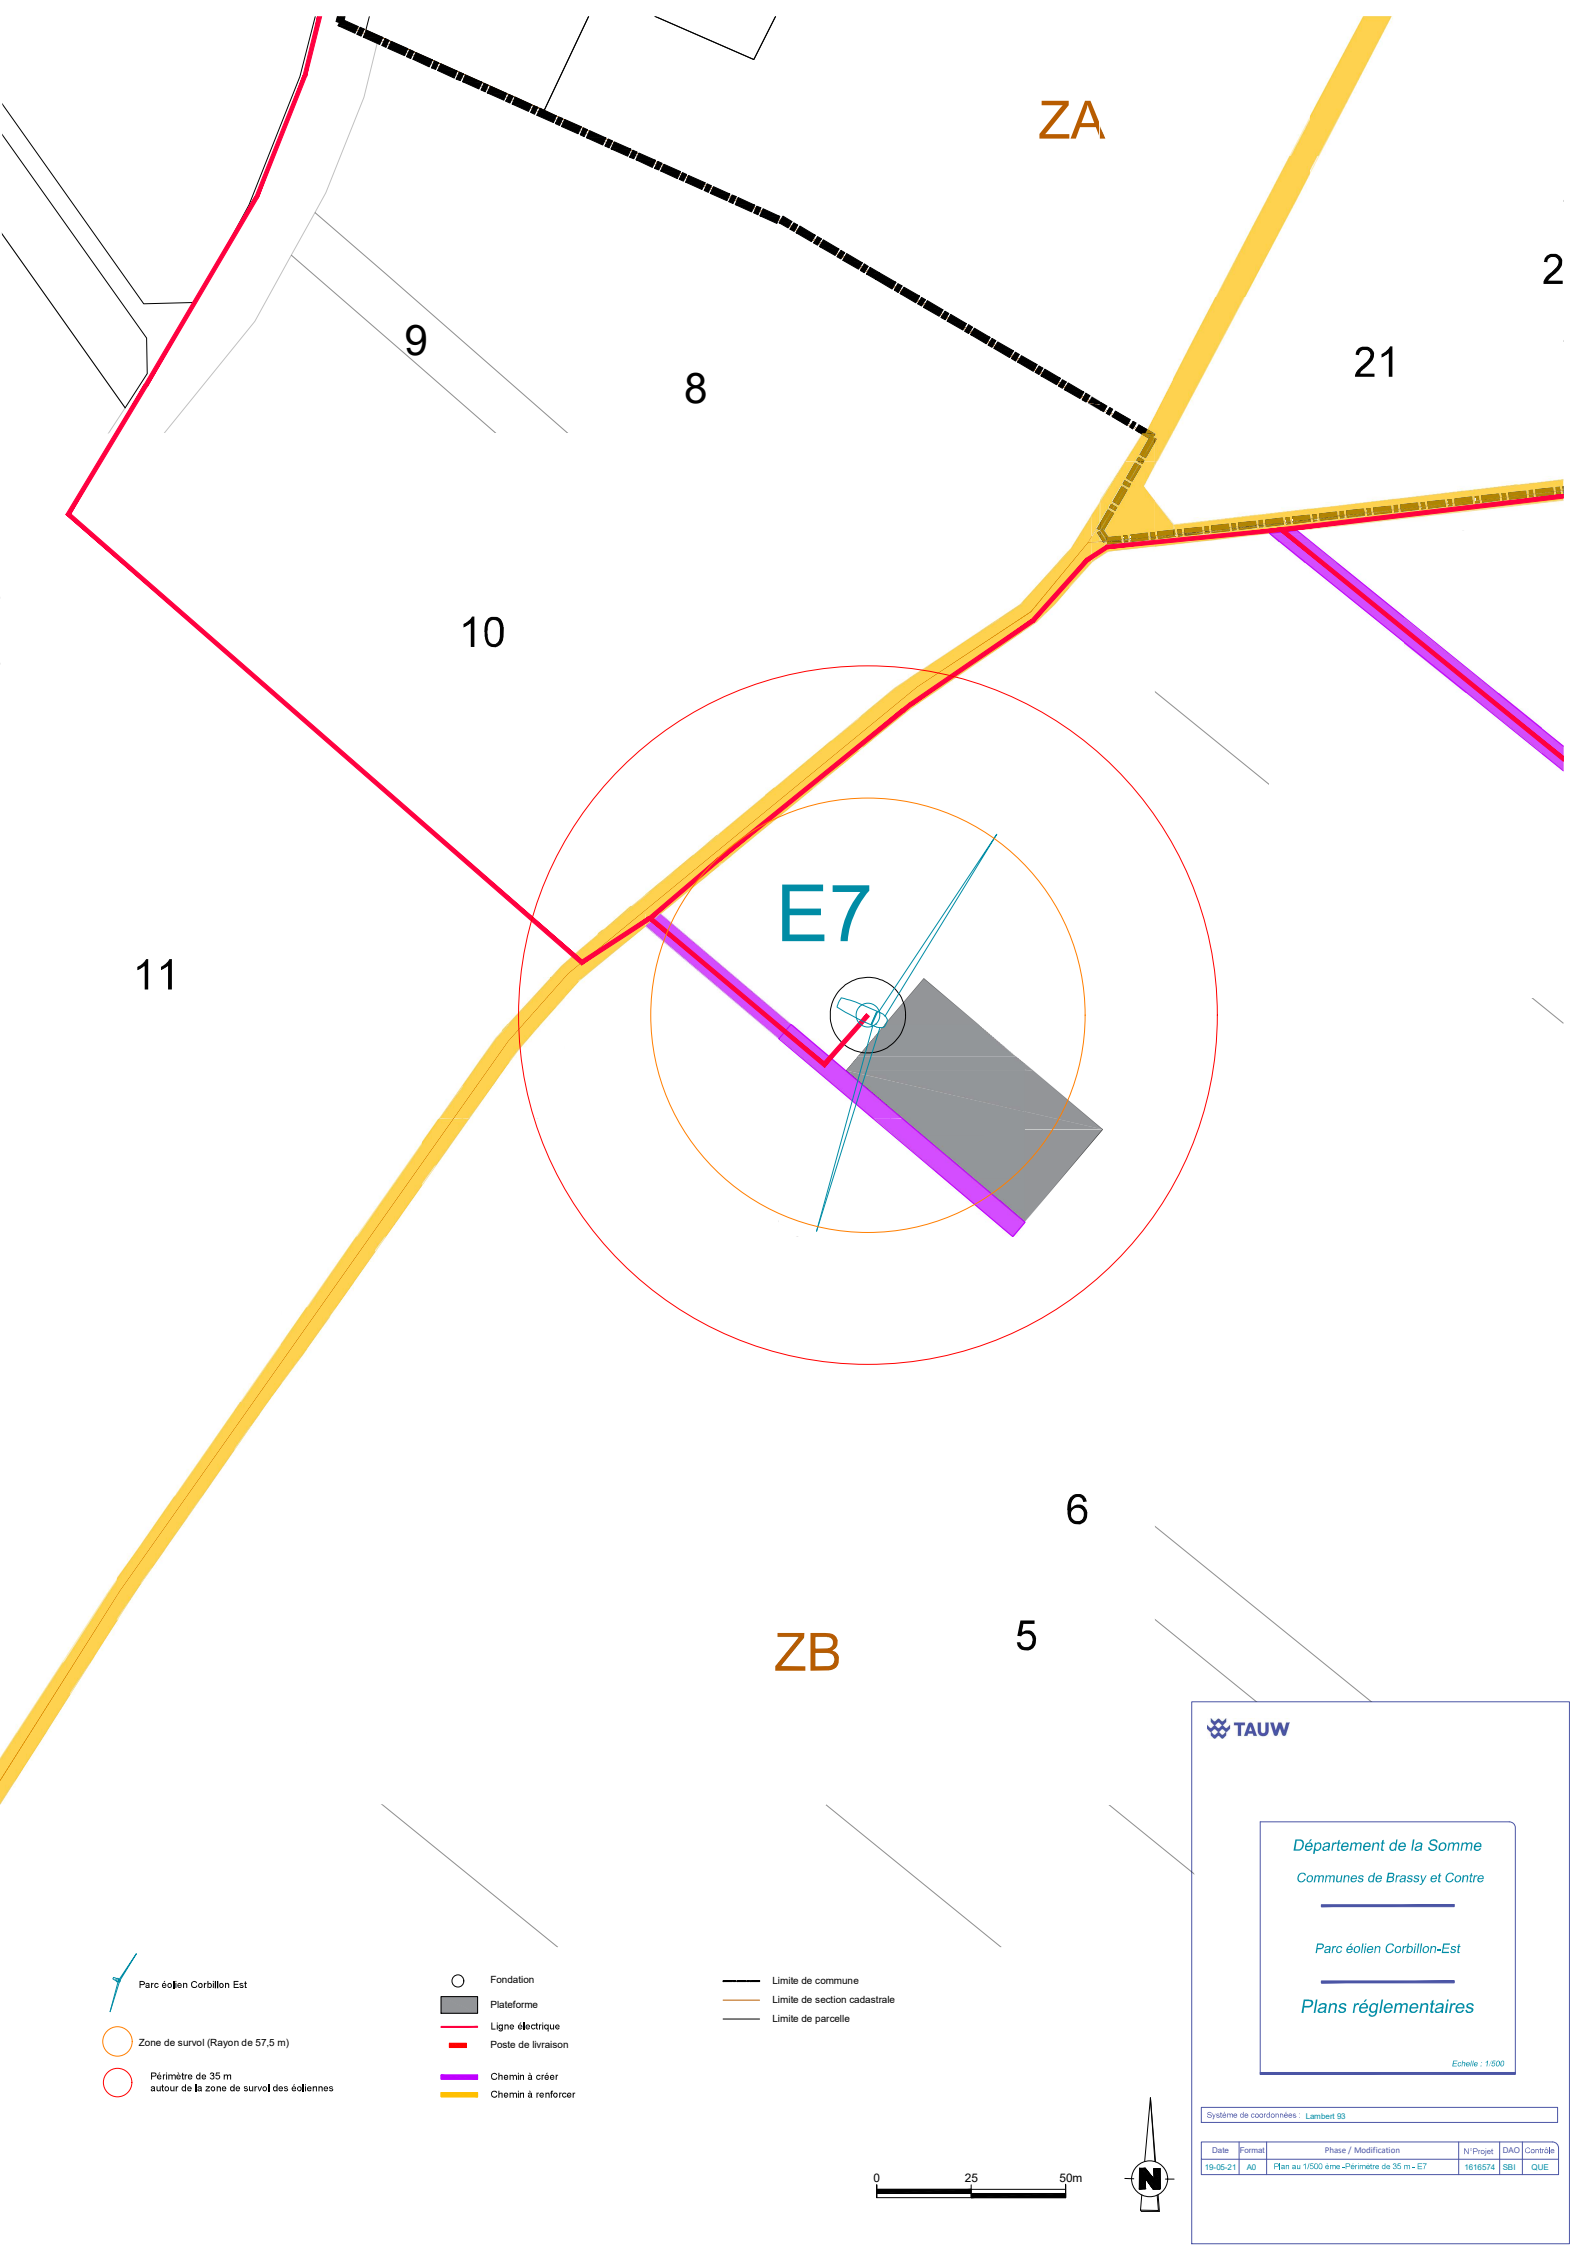 ZA
2
21
9
8
10
E7
11
6
5
ZB
TAUW
Département de la Somme
Communes de Brassy et Contre
Parc éolien Corbillon-Est
Plans réglementaires
Echelle : 1/500
Système de coordonnées : Lambert 93
Date Format Phase / Modification N°Projet DAO Contrôle
19-05-21 A0 Plan au 1/500 ème - Périmètre de 35 m - E7 1616574 SBI QUE
Parc éolien Corbillon Est
Zone de survol (Rayon de 57,5 m)
Périmètre de 35 m
autour de la zone de survol des éoliennes
Fondation
Plateforme
Ligne électrique
Poste de livraison
Chemin à créer
Chemin à renforcer
Limite de commune
Limite de section cadastrale
Limite de parcelle
0 25 50m
N